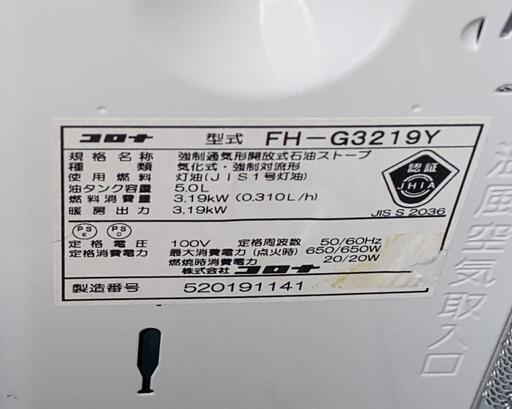 コロナ 型式 FH-G3219Y
規格名称 強制通気形開放式石油ストーブ
種類 気化式・強制対流形
使用燃料 灯油(JIS1号灯油)
油タンク容量 5.0L
燃料消費量 3.19kW (0.310L/h)
暖房出力 3.19kW
認証
JHIA
JIS S 2036
PS E PS C
定格電圧 100V 定格周波数 50/60Hz
定格消費電力 最大消費電力(点火時) 650/650W
燃焼時消費電力 20/20W
株式会社 コロナ
製造番号 520191141
温風空気取入口